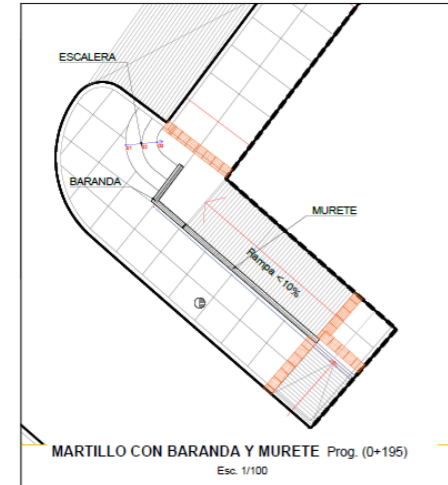 ESCALERA
BARANDA
MURETE
Rampa <10%
MARTILLO CON BARANDA Y MURETE Prog. (0+195)
Esc. 1/100